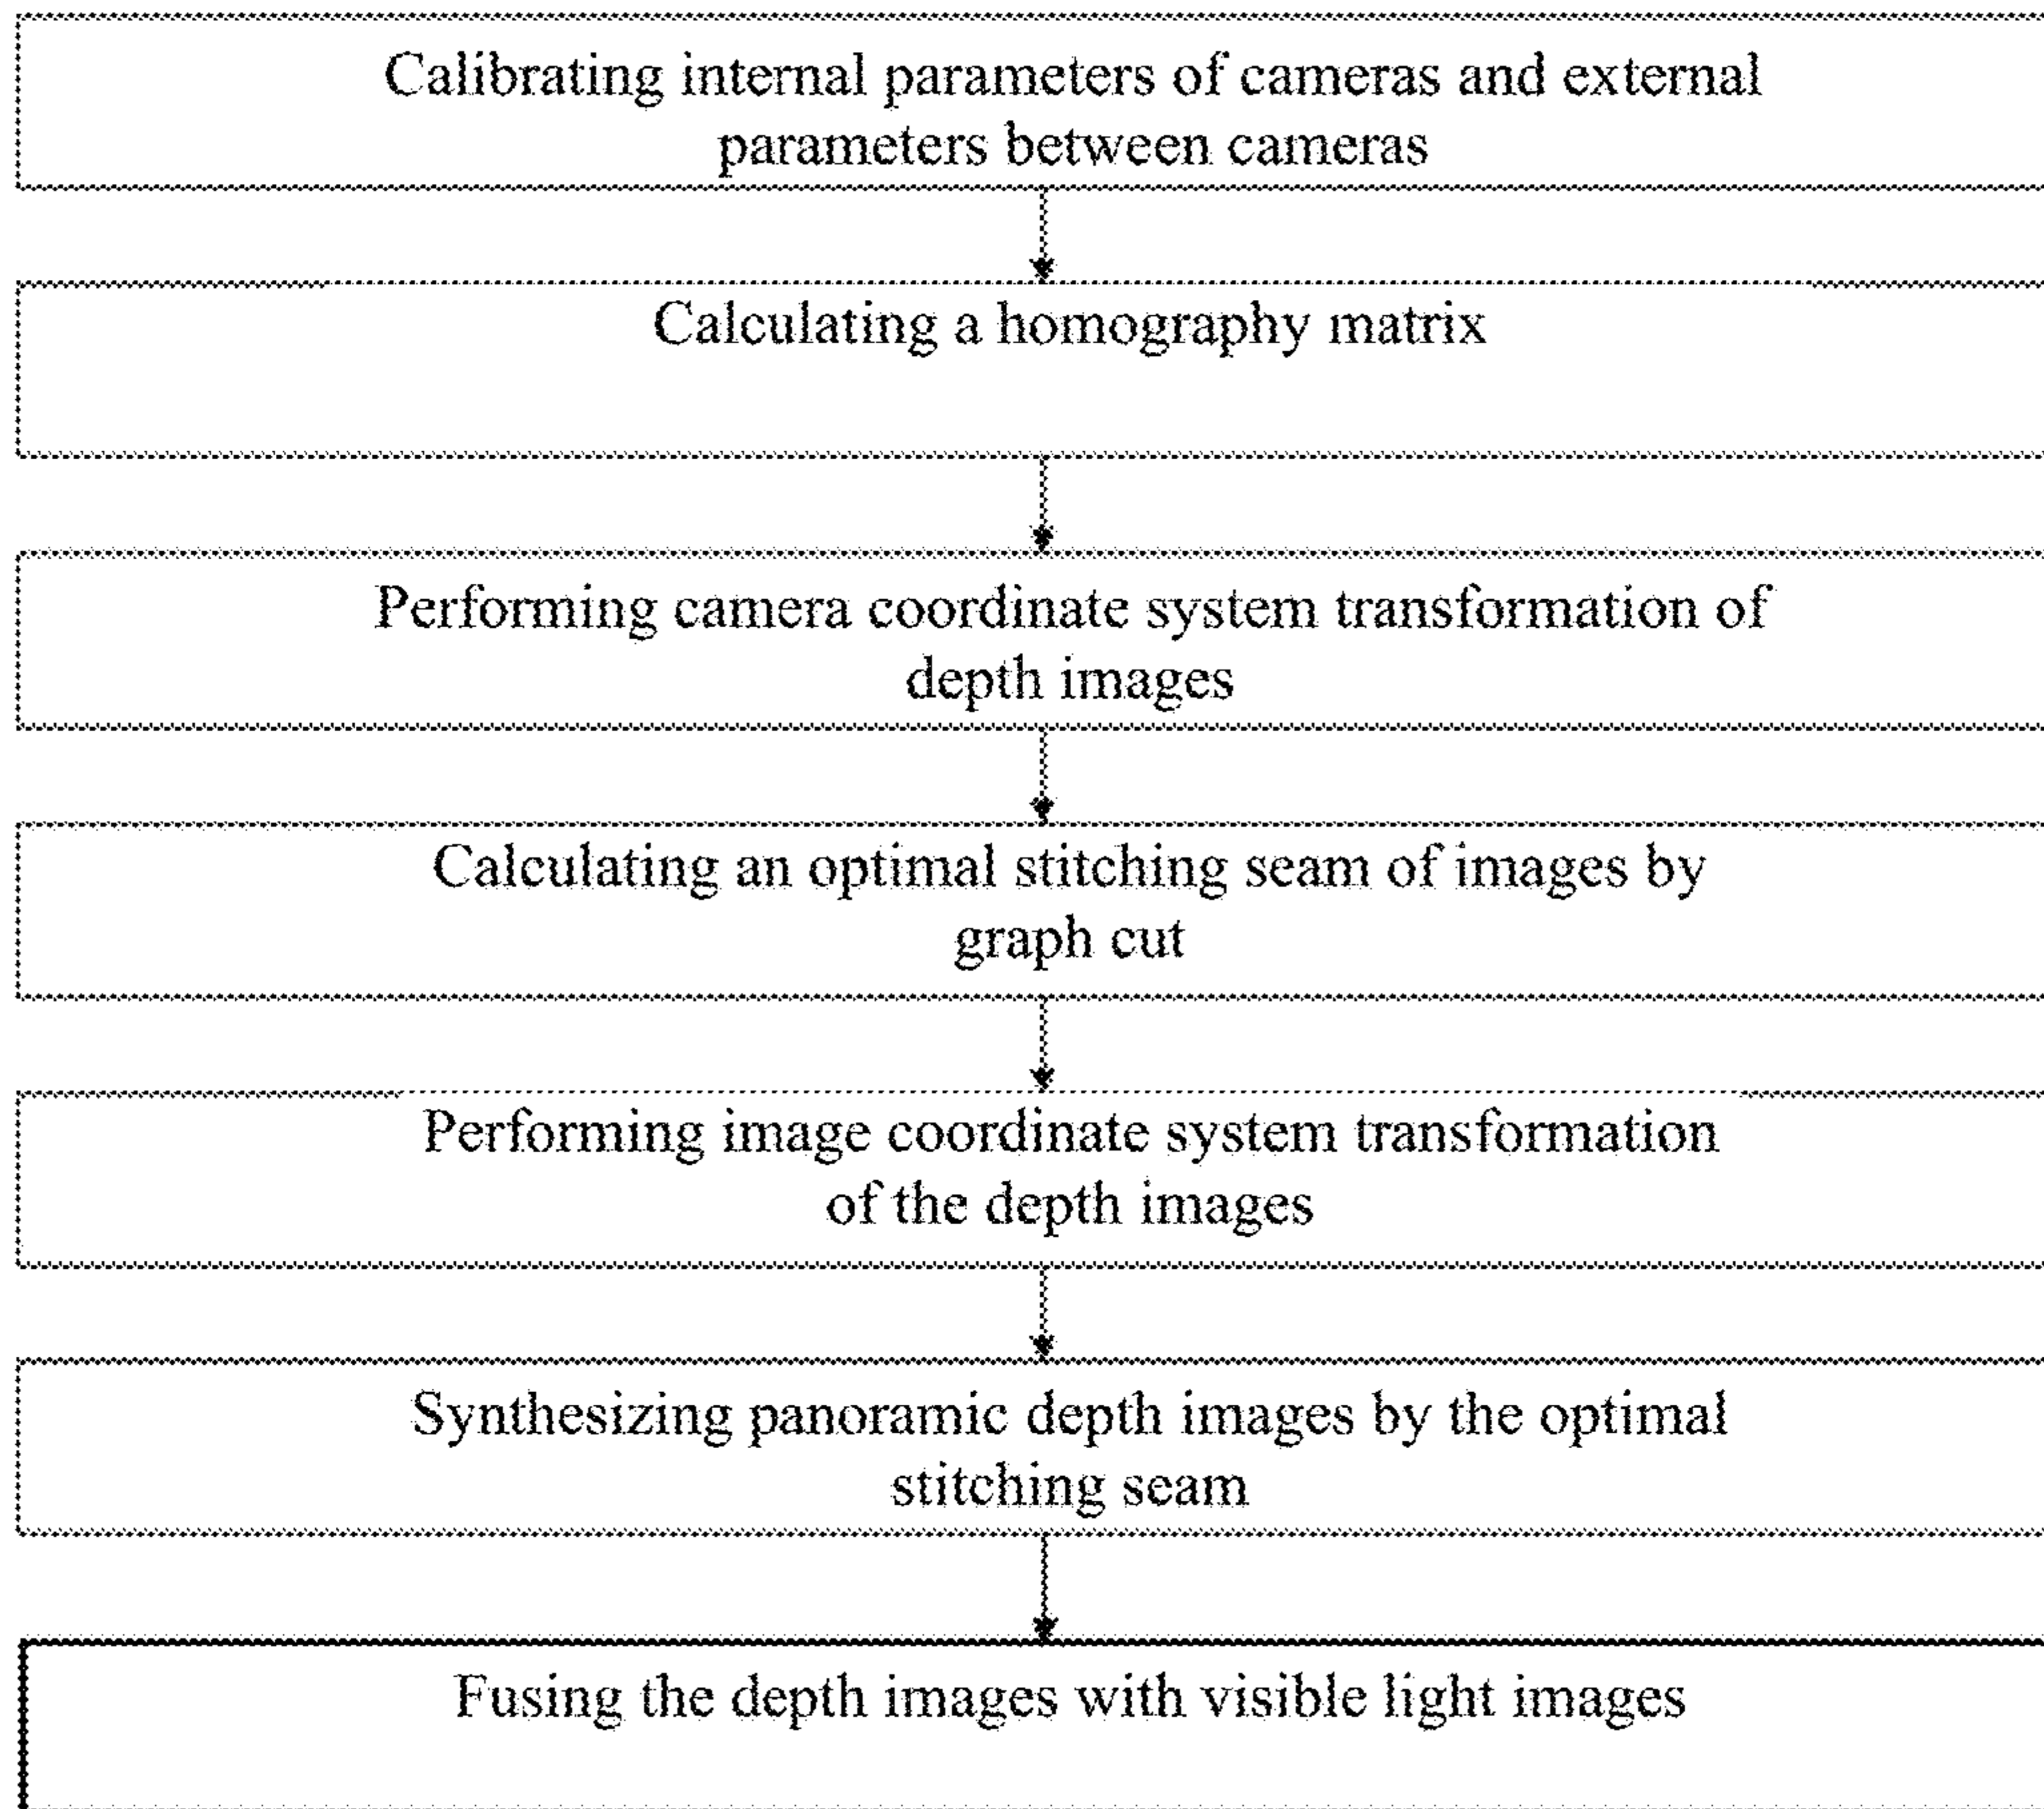 Calibrating internal parameters of cameras and external
parameters between cameras
Calculating a homography matrix
Performing camera coordinate system transformation of
depth images
Calculating an optimal stitching seam of images by
graph cut
Performing image coordinate system transformation
of the depth images
Synthesizing panoramic depth images by the optimal
stitching seam
Fusing the depth images with visible light images